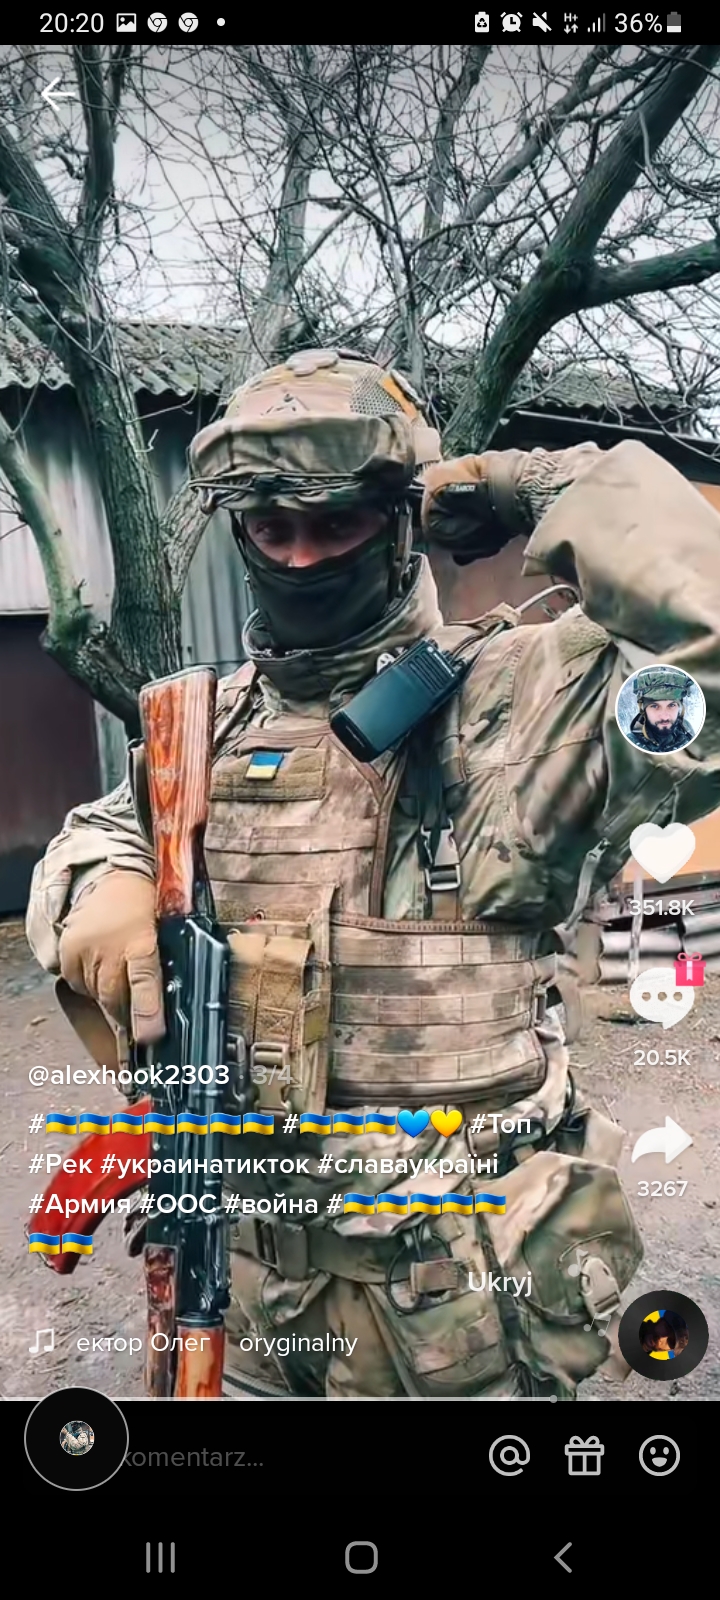 20:20
36%
351.8K
20.5K
3267
@alexhook2303 · 3/4
#🇺🇦🇺🇦🇺🇦🇺🇦🇺🇦🇺🇦🇺🇦 #🇺🇦🇺🇦🇺🇦💙💛 #Топ
#Рек #украинатикток #славаукраїні
#Армия #ООС #война #🇺🇦🇺🇦🇺🇦🇺🇦🇺🇦
🇺🇦🇺🇦
Ukryj
ектор Олег oryginalny
komentarz...